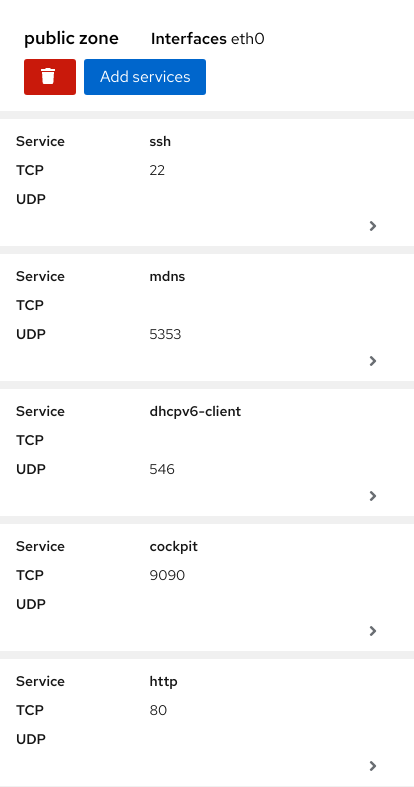 public zone Interfaces eth0
Add services
Service ssh
TCP 22
UDP
Service mdns
TCP
UDP 5353
Service dhcpv6-client
TCP
UDP 546
Service cockpit
TCP 9090
UDP
Service http
TCP 80
UDP